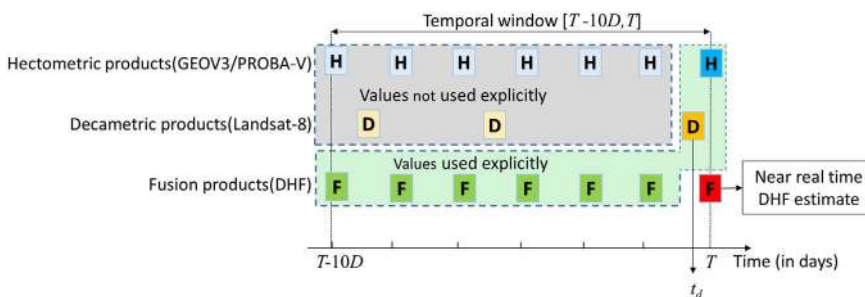 Temporal window [T -10D,T]
Hectometric products(GEOV3/PROBA-V)
H H H H H H H
Values not used explicitly
Decametric products(Landsat-8)
D D D
Values used explicitly
Fusion products(DHF)
F F F F F F F
Near real time
DHF estimate
T-10D T Time (in days)
t_d